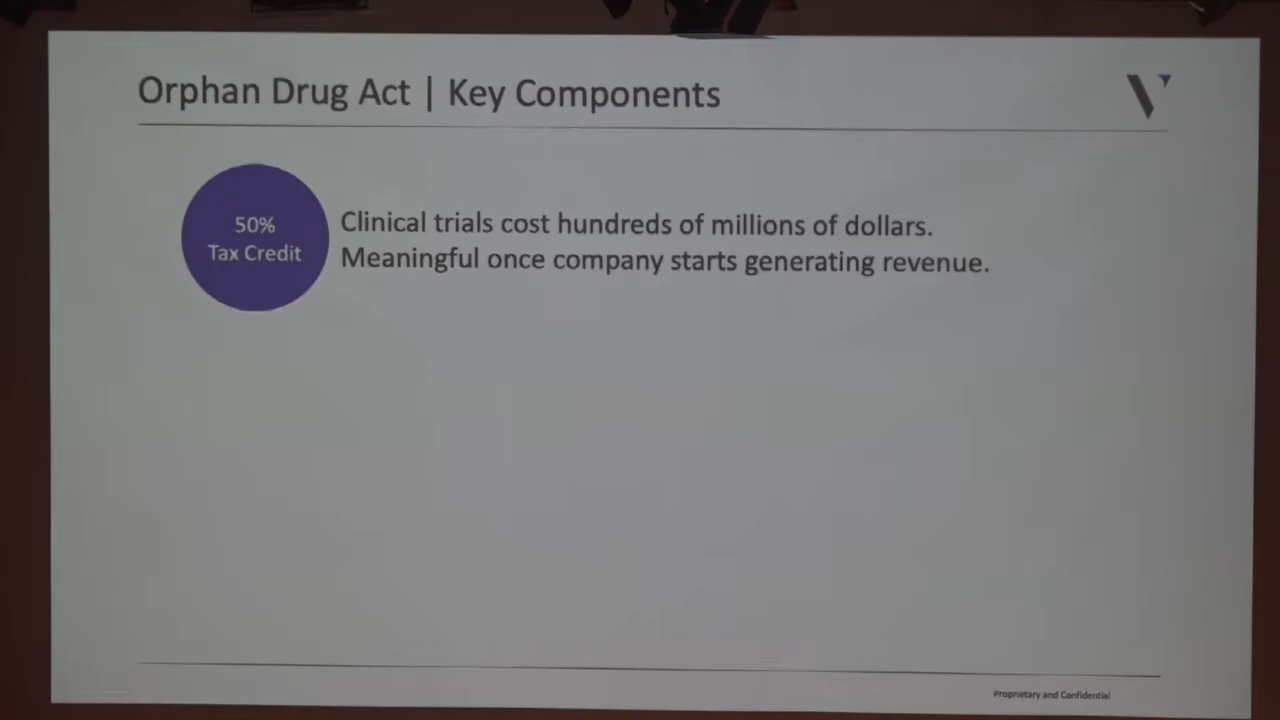 Orphan Drug Act | Key Components
50%
Tax Credit
Clinical trials cost hundreds of millions of dollars.
Meaningful once company starts generating revenue.
Proprietary and Confidential